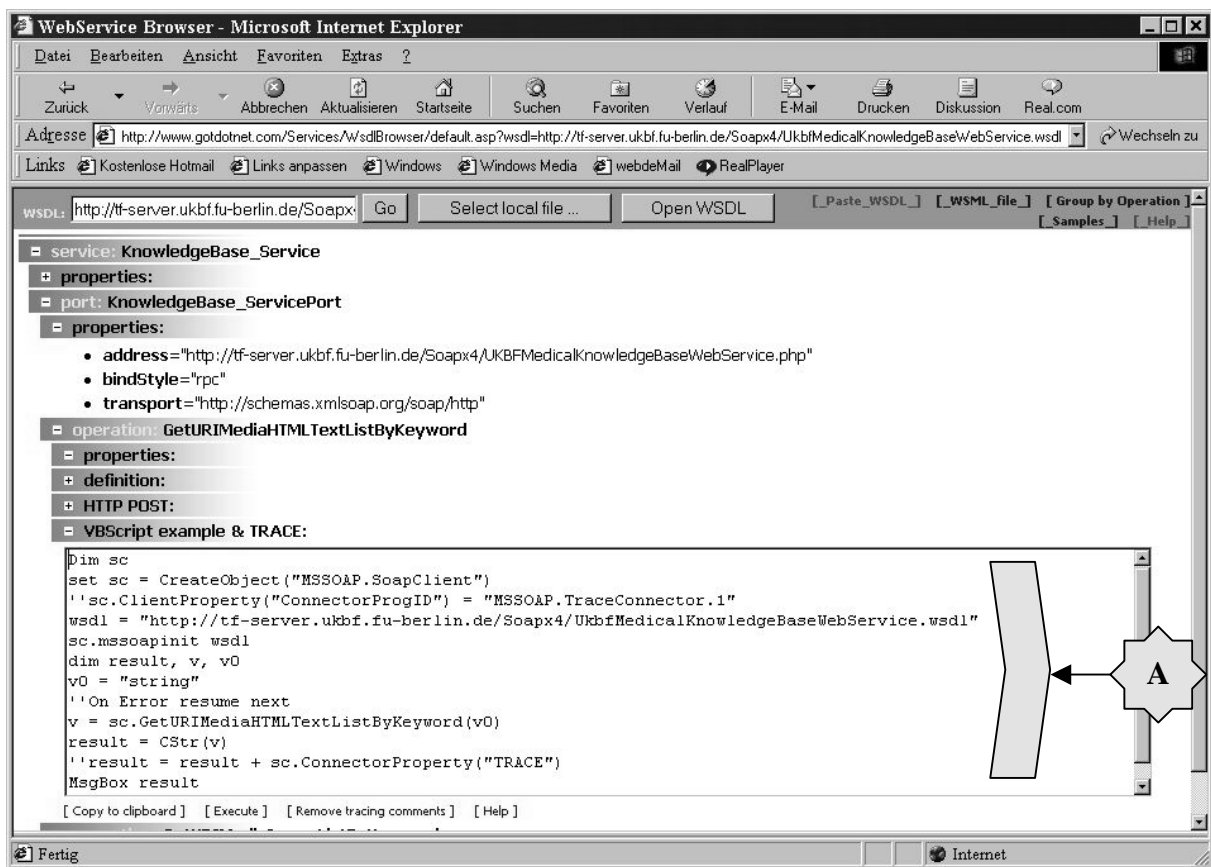 WebService Browser - Microsoft Internet Explorer
Datei Bearbeiten Ansicht Favoriten Extras ?
Zurück Vorwärts Abbrechen Aktualisieren Startseite Suchen Favoriten Verlauf E-Mail Drucken Diskussion Real.com
Adresse http://www.gotdotnet.com/Services/WsdlBrowser/default.asp?wsdl=http://tf-server.ukbf.fu-berlin.de/Soapx4/UkbfMedicalKnowledgeBaseWebService.wsdl Wechseln zu
Links Kostenlose Hotmail Links anpassen Windows Windows Media webdeMail RealPlayer
WSDL: http://tf-server.ukbf.fu-berlin.de/Soapx Go Select local file ... Open WSDL [_Paste_WSDL_] [_WSML_file_] [ Group by Operation ]
[_Samples_] [_Help_]
service: KnowledgeBase_Service
properties:
port: KnowledgeBase_ServicePort
properties:
• address="http://tf-server.ukbf.fu-berlin.de/Soapx4/UKBFMedicalKnowledgeBaseWebService.php"
• bindStyle="rpc"
• transport="http://schemas.xmlsoap.org/soap/http"
operation: GetURIMediaHTMLTextListByKeyword
properties:
definition:
HTTP POST:
VBScript example & TRACE:
Dim sc
set sc = CreateObject("MSSOAP.SoapClient")
''sc.ClientProperty("ConnectorProgID") = "MSSOAP.TraceConnector.1"
wsdl = "http://tf-server.ukbf.fu-berlin.de/Soapx4/UkbfMedicalKnowledgeBaseWebService.wsdl"
sc.mssoapinit wsdl
dim result, v, v0
v0 = "string"
''On Error resume next
v = sc.GetURIMediaHTMLTextListByKeyword(v0)
result = CStr(v)
''result = result + sc.ConnectorProperty("TRACE")
MsgBox result
A
[ Copy to clipboard ] [ Execute ] [ Remove tracing comments ] [ Help ]
Fertig Internet